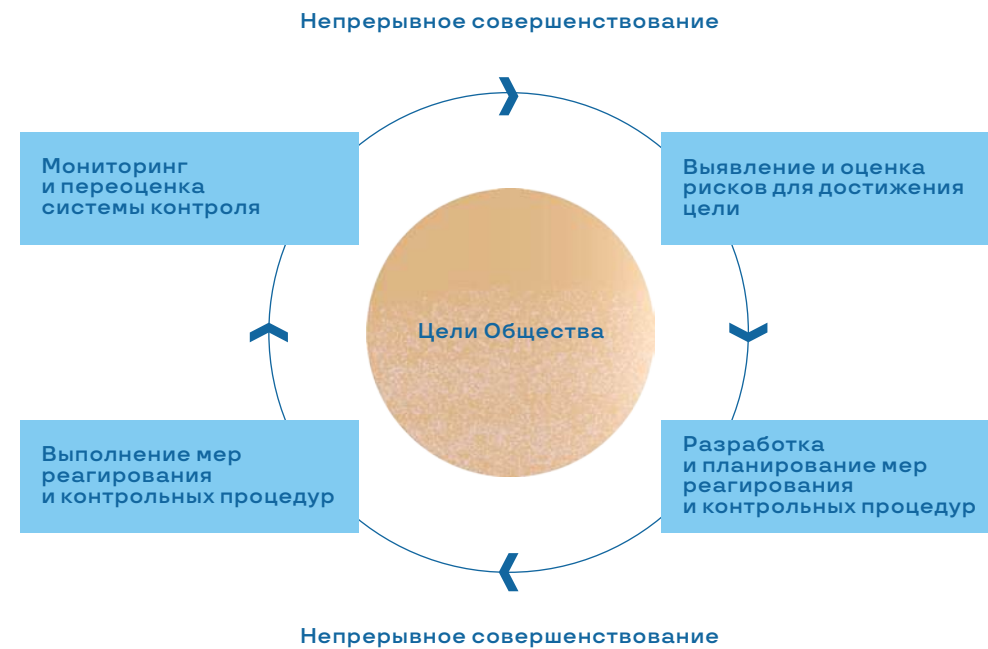 Непрерывное совершенствование
Мониторинг
и переоценка
системы контроля
Выявление и оценка
рисков для достижения
цели
Цели Общества
Выполнение мер
реагирования
и контрольных процедур
Разработка
и планирование мер
реагирования
и контрольных процедур
Непрерывное совершенствование